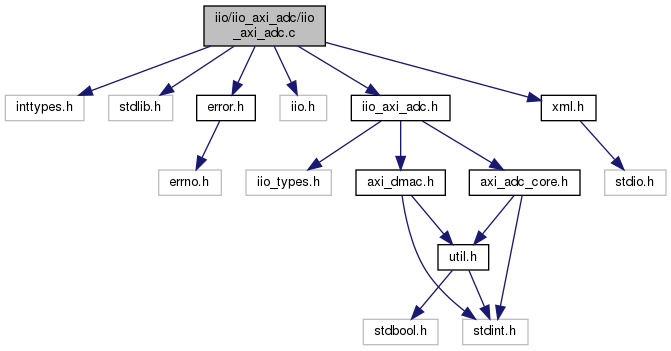 iio/iio_axi_adc/iio
_axi_adc.c
inttypes.h
stdlib.h
error.h
iio.h
iio_axi_adc.h
xml.h
errno.h
iio_types.h
axi_dmac.h
axi_adc_core.h
stdio.h
util.h
stdbool.h
stdint.h